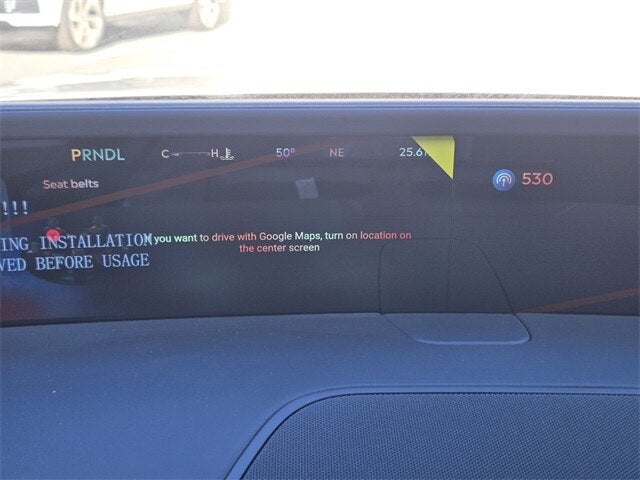 PRNDL C H 50° NE 25.6
530
Seat belts
!!!
ING INSTALLATION
VED BEFORE USAGE
you want to drive with Google Maps, turn on location on
the center screen